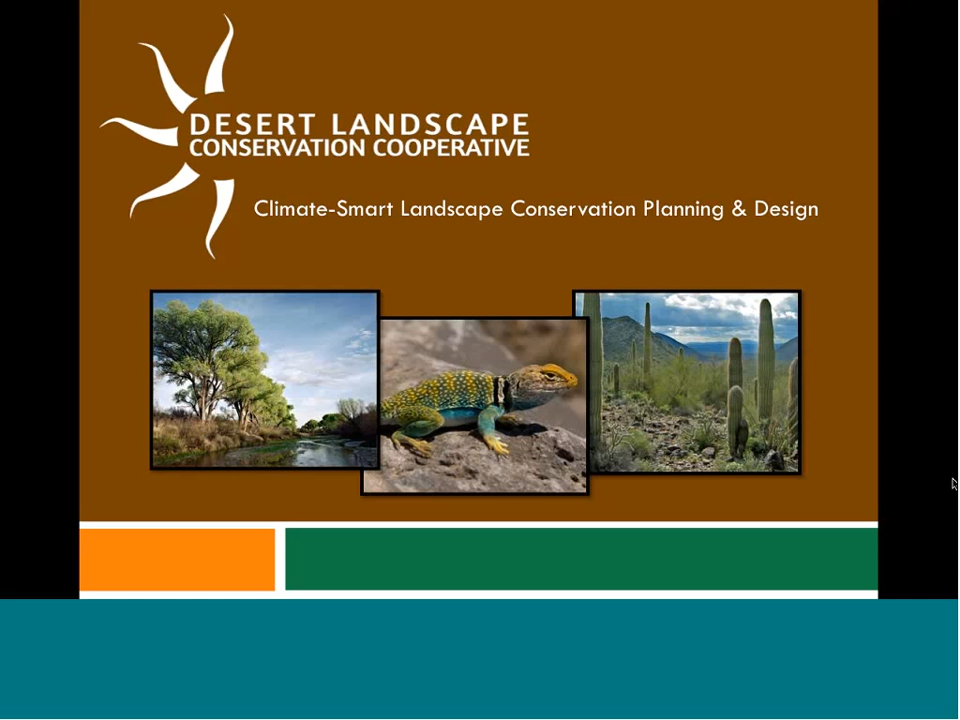 DESERT LANDSCAPE
CONSERVATION COOPERATIVE
Climate-Smart Landscape Conservation Planning & Design